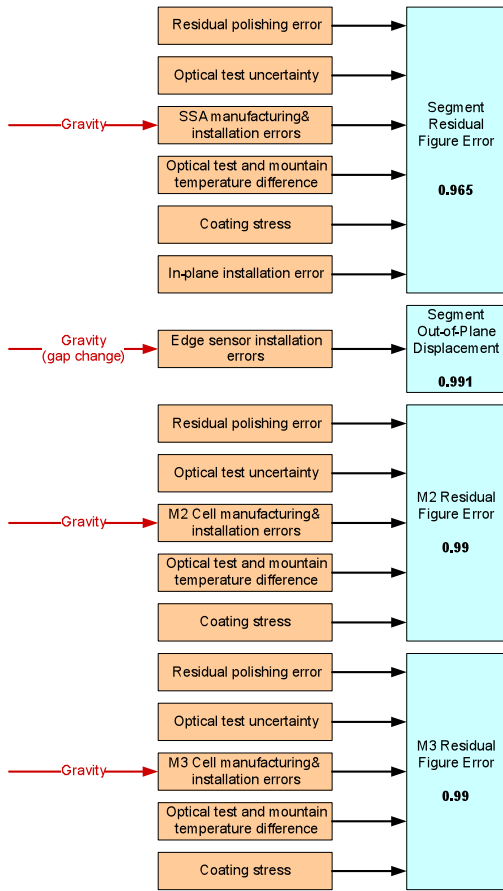 Residual polishing error
Optical test uncertainty
Gravity
SSA manufacturing&
installation errors
Optical test and mountain
temperature difference
Coating stress
In-plane installation error
Segment
Residual
Figure Error
0.965
Gravity
(gap change)
Edge sensor installation
errors
Segment
Out-of-Plane
Displacement
0.991
Residual polishing error
Optical test uncertainty
Gravity
M2 Cell manufacturing&
installation errors
Optical test and mountain
temperature difference
Coating stress
M2 Residual
Figure Error
0.99
Residual polishing error
Optical test uncertainty
Gravity
M3 Cell manufacturing&
installation errors
Optical test and mountain
temperature difference
Coating stress
M3 Residual
Figure Error
0.99